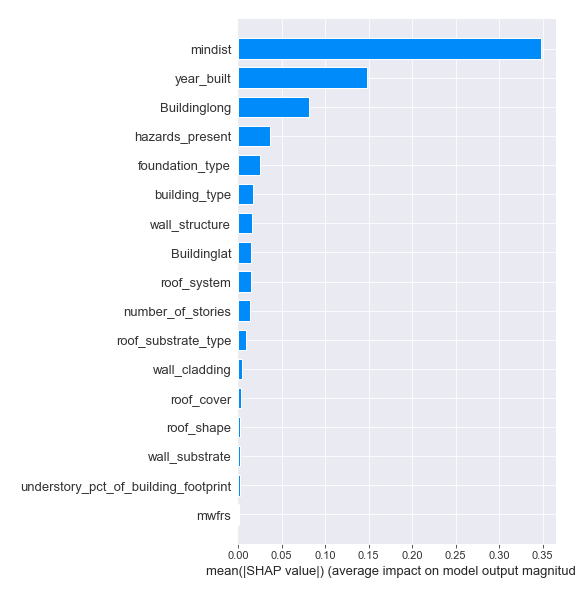 mindist
year_built
Buildinglong
hazards_present
foundation_type
building_type
wall_structure
Buildinglat
roof_system
number_of_stories
roof_substrate_type
wall_cladding
roof_cover
roof_shape
wall_substrate
understory_pct_of_building_footprint
mwfrs
0.00 0.05 0.10 0.15 0.20 0.25 0.30 0.35
mean(|SHAP value|) (average impact on model output magnitud